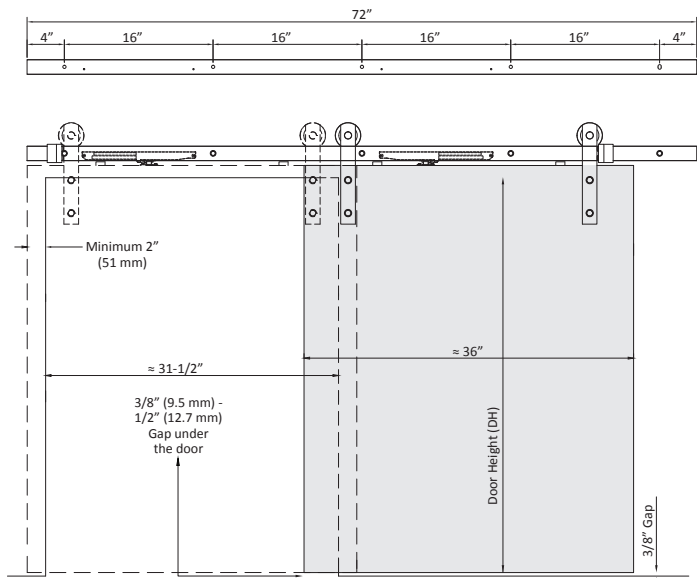 72”
4” 16” 16” 16” 16” 4”
Minimum 2”
(51 mm)
≈ 31-1/2”
≈ 36”
3/8” (9.5 mm) -
1/2” (12.7 mm)
Gap under
the door
Door Height (DH)
3/8” Gap